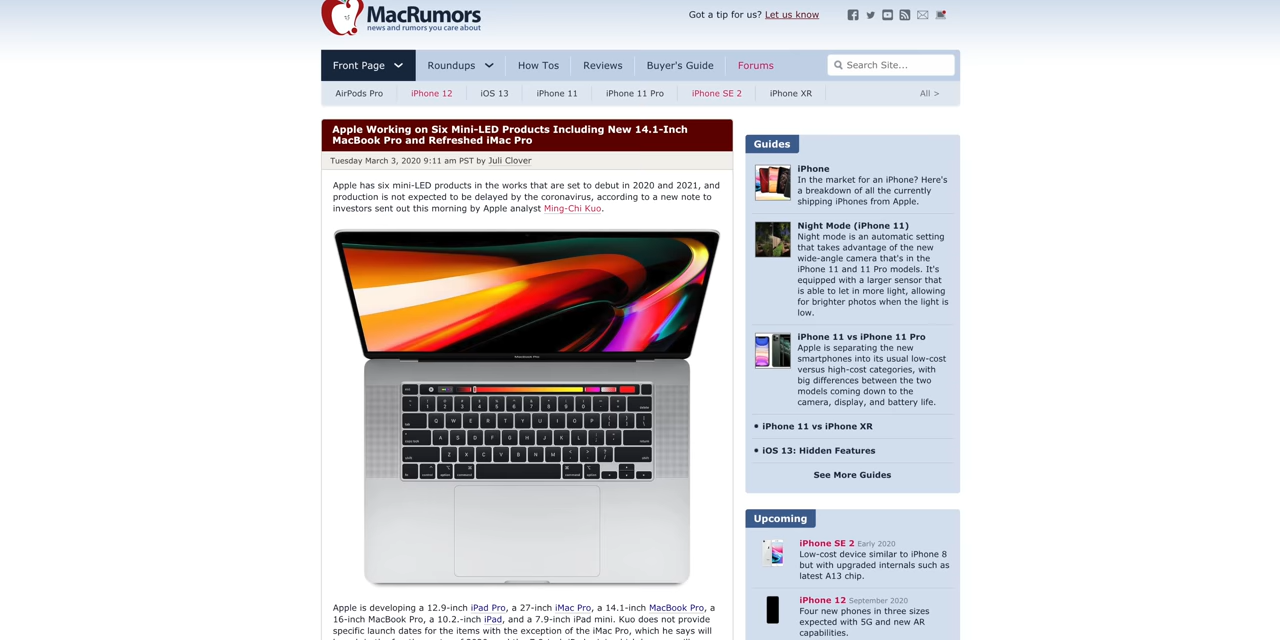 MacRumors
news and rumors you care about
Got a tip for us? Let us know
Front Page
Roundups
How Tos
Reviews
Buyer's Guide
Forums
Search Site...
AirPods Pro
iPhone 12
iOS 13
iPhone 11
iPhone 11 Pro
iPhone SE 2
iPhone XR
All >
Apple Working on Six Mini-LED Products Including New 14.1-Inch
MacBook Pro and Refreshed iMac Pro
Tuesday March 3, 2020 9:11 am PST by Juli Clover
Apple has six mini-LED products in the works that are set to debut in 2020 and 2021, and
production is not expected to be delayed by the coronavirus, according to a new note to
investors sent out this morning by Apple analyst Ming-Chi Kuo.
MacBook Pro
Apple is developing a 12.9-inch iPad Pro, a 27-inch iMac Pro, a 14.1-inch MacBook Pro, a
16-inch MacBook Pro, a 10.2.-inch iPad, and a 7.9-inch iPad mini. Kuo does not provide
specific launch dates for the items with the exception of the iMac Pro, which he says will
Guides
iPhone
In the market for an iPhone? Here's
a breakdown of all the currently
shipping iPhones from Apple.
Night Mode (iPhone 11)
Night mode is an automatic setting
that takes advantage of the new
wide-angle camera that's in the
iPhone 11 and 11 Pro models. It's
equipped with a larger sensor that
is able to let in more light, allowing
for brighter photos when the light is
low.
iPhone 11 vs iPhone 11 Pro
Apple is separating the new
smartphones into its usual low-cost
versus high-cost categories, with
big differences between the two
models coming down to the
camera, display, and battery life.
• iPhone 11 vs iPhone XR
• iOS 13: Hidden Features
See More Guides
Upcoming
iPhone SE 2 Early 2020
Low-cost device similar to iPhone 8
but with upgraded internals such as
latest A13 chip.
iPhone 12 September 2020
Four new phones in three sizes
expected with 5G and new AR
capabilities.